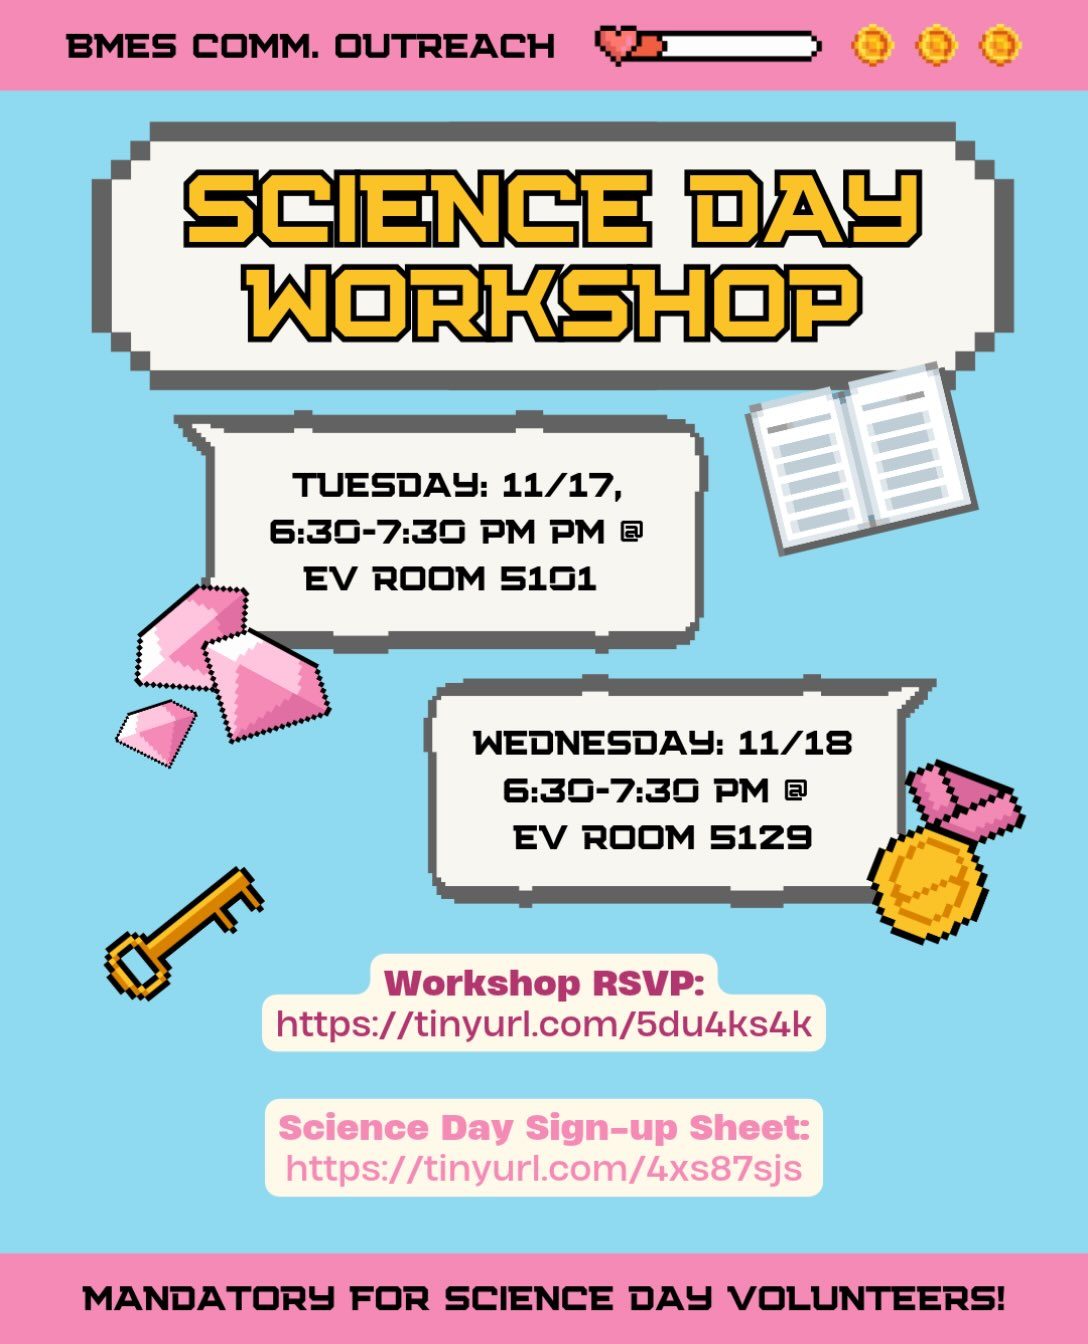 BMES COMM. OUTREACH
SCIENCE DAY
WORKSHOP
TUESDAY: 11/17,
6:30-7:30 PM PM @
EV ROOM 5101
WEDNESDAY: 11/18
6:30-7:30 PM @
EV ROOM 5129
Workshop RSVP:
https://tinyurl.com/5du4ks4k
Science Day Sign-up Sheet:
https://tinyurl.com/4xs87sjs
MANDATORY FOR SCIENCE DAY VOLUNTEERS!